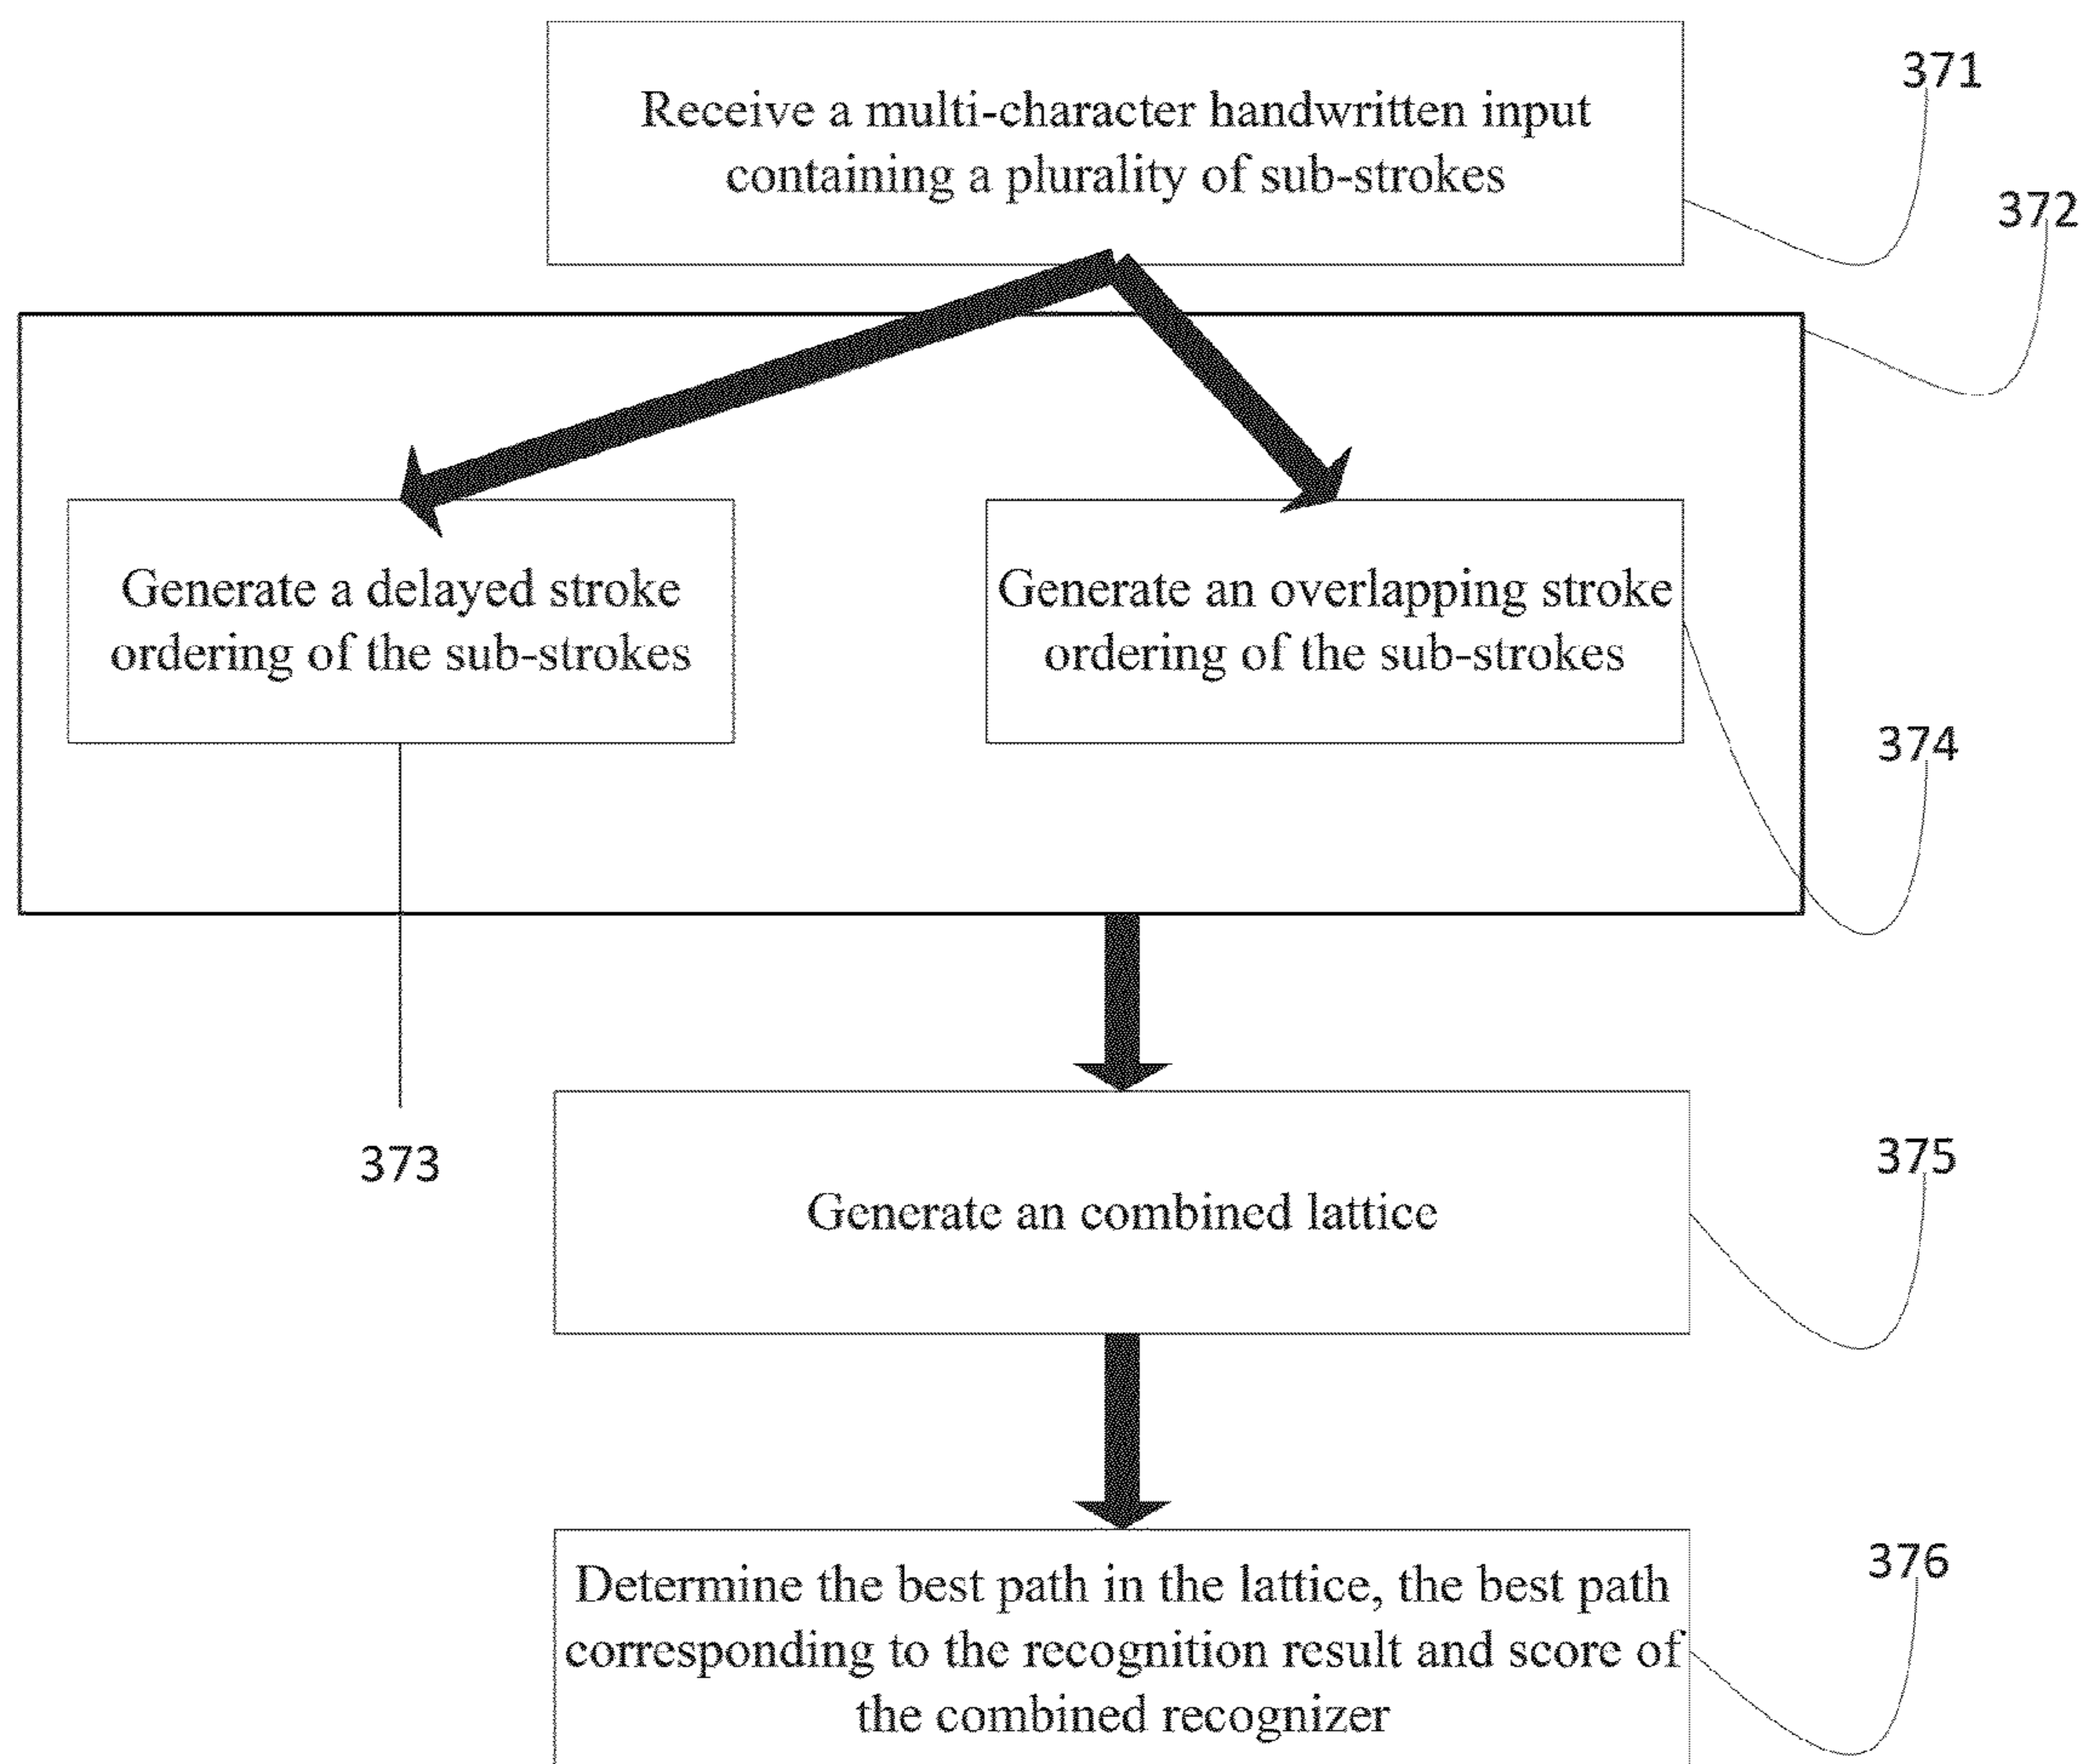 371
Receive a multi-character handwritten input
containing a plurality of sub-strokes
372
Generate a delayed stroke
ordering of the sub-strokes
Generate an overlapping stroke
ordering of the sub-strokes
374
373
375
Generate an combined lattice
376
Determine the best path in the lattice, the best path
corresponding to the recognition result and score of
the combined recognizer